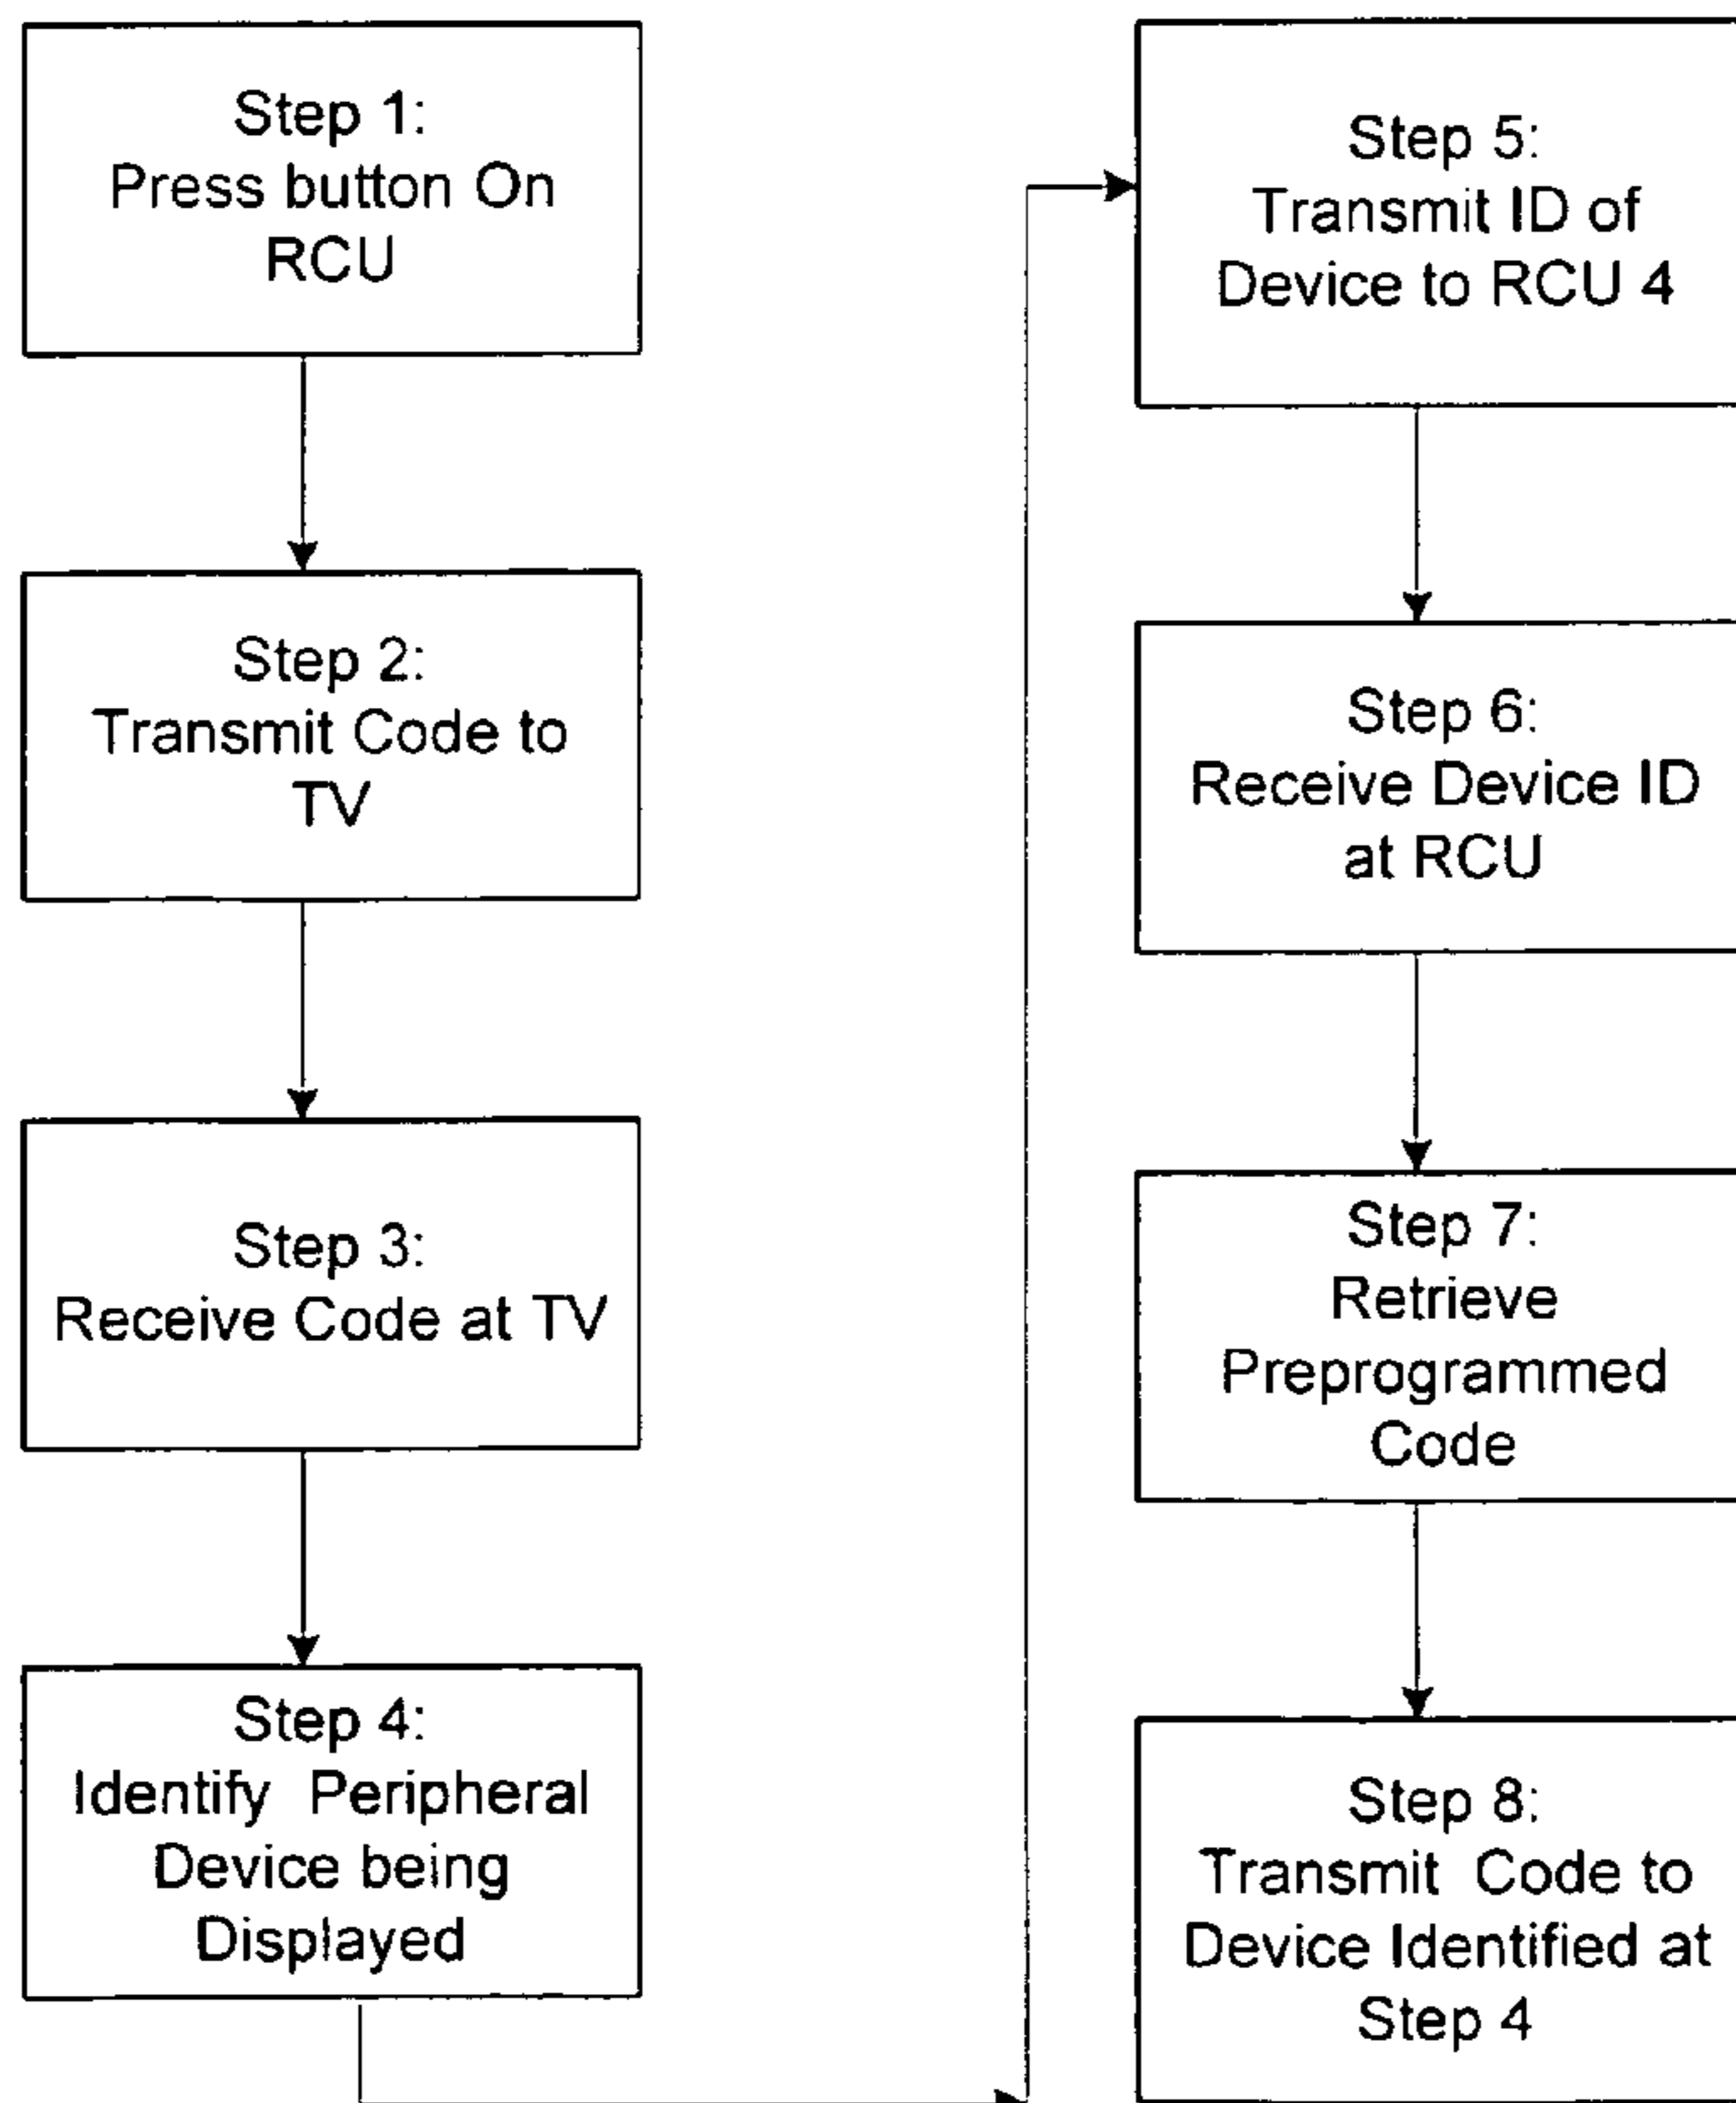 Step 1:
Press button On
RCU
Step 2:
Transmit Code to
TV
Step 3:
Receive Code at TV
Step 4:
Identify Peripheral
Device being
Displayed
Step 5:
Transmit ID of
Device to RCU 4
Step 6:
Receive Device ID
at RCU
Step 7:
Retrieve
Preprogrammed
Code
Step 8:
Transmit Code to
Device Identified at
Step 4